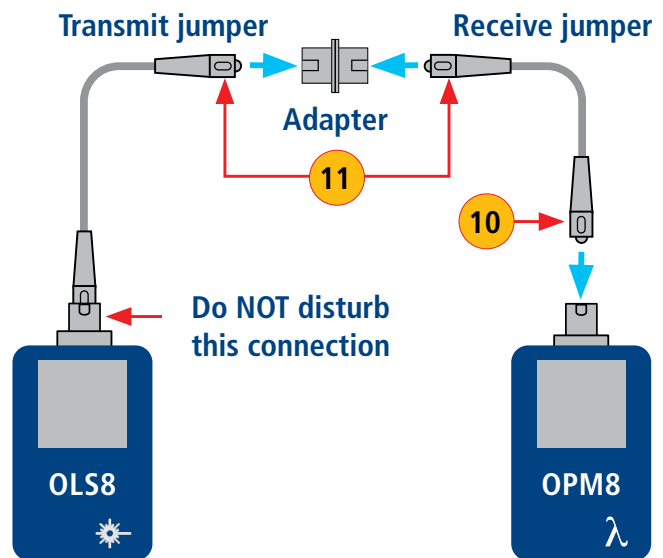 Transmit jumper
Receive jumper
Adapter
11
10
Do NOT disturb
this connection
OLS8
OPM8
λ